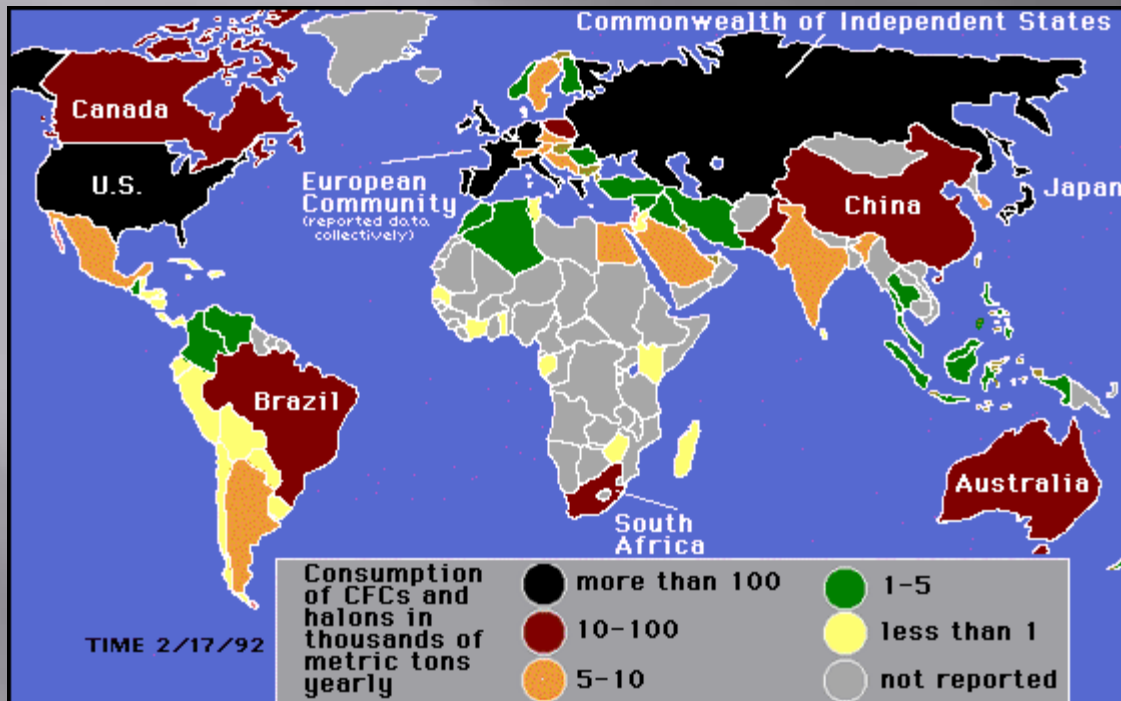 Commonwealth of Independent States
Canada
U.S.
European
Community
(reported data
collectively)
China
Japan
Brazil
Australia
South
Africa
Consumption
of CFCs and
halons in
thousands of
metric tons
yearly
more than 100
10-100
5-10
1-5
less than 1
not reported
TIME 2/17/92